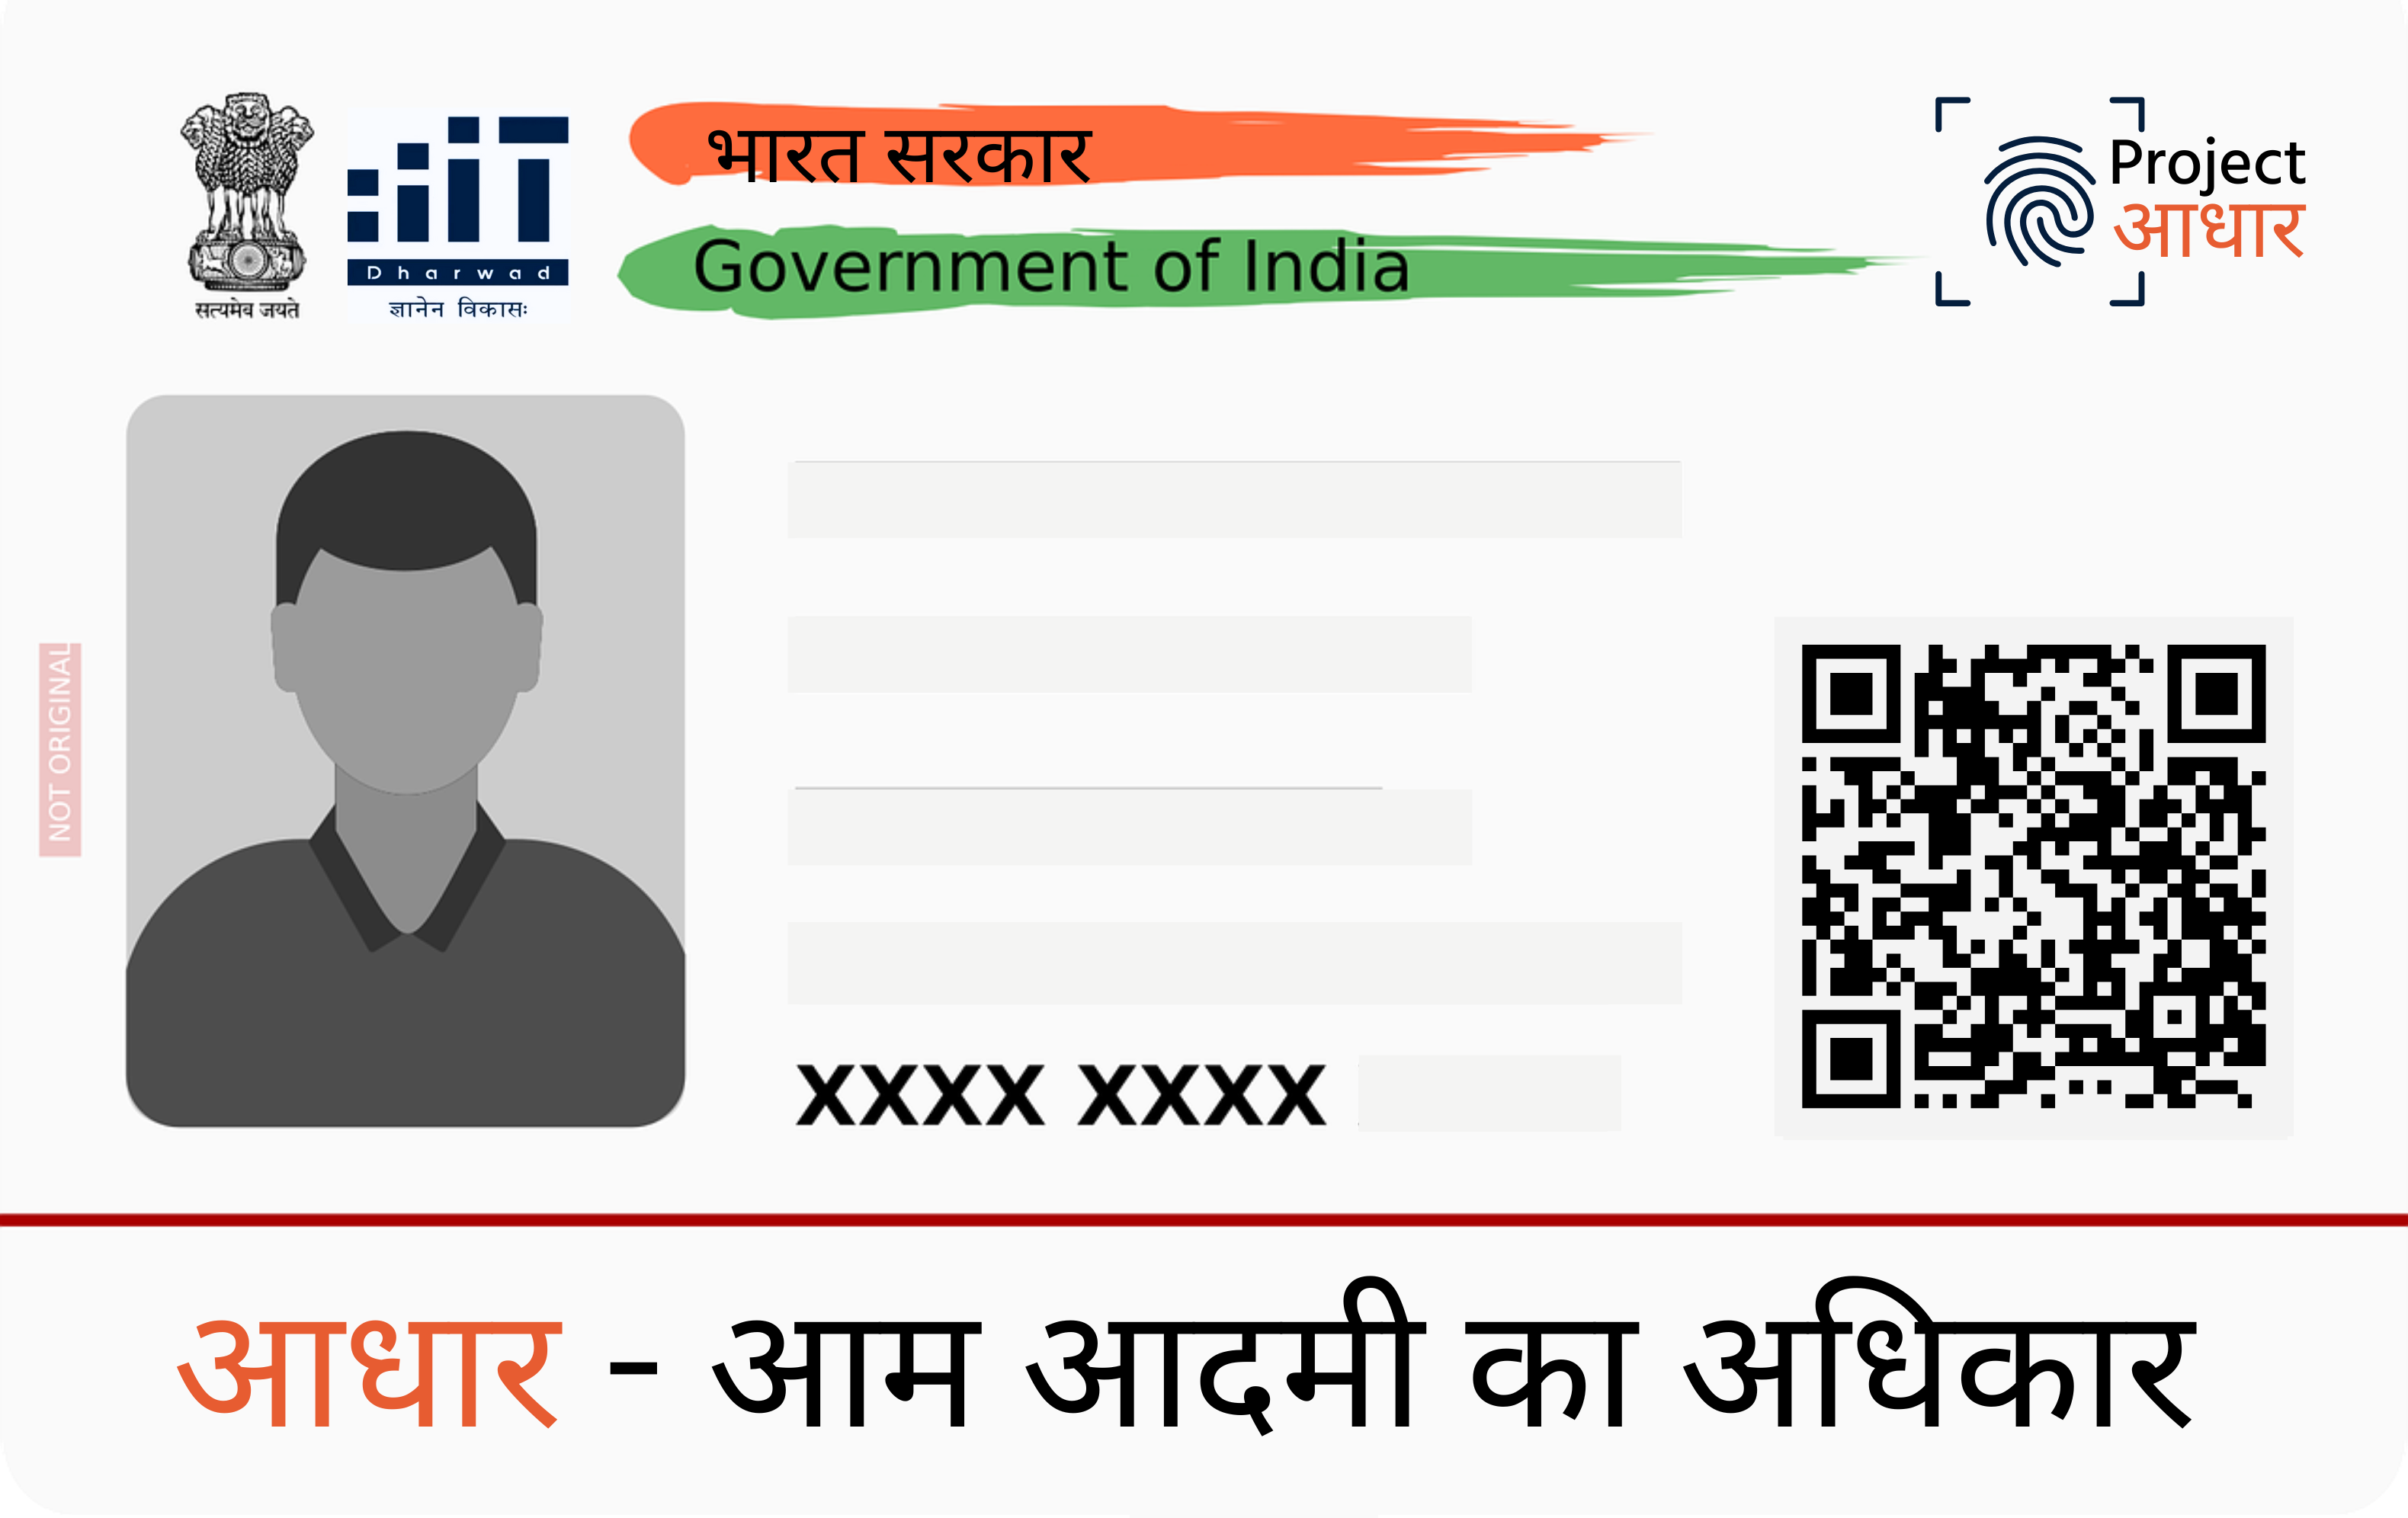 भारत सरकार
Government of India
Project
आधार
सत्यमेव जयते
iiiT
Dharwad
ज्ञानेन विकासः
NOT ORIGINAL
XXXX XXXX
आधार - आम आदमी का अधिकार